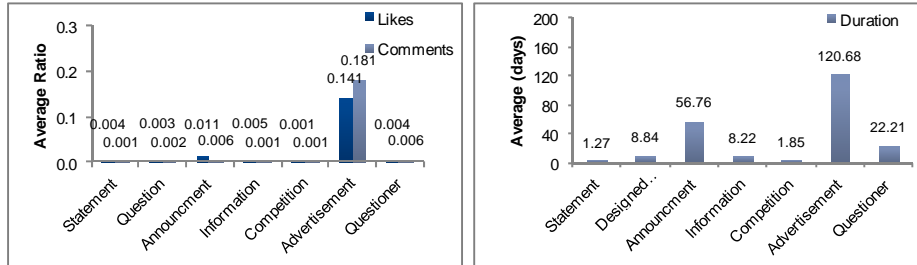 Likes
Comments
0.3
0.2
0.1
0.0
Average Ratio
0.004
0.001
0.003
0.002
0.011
0.006
0.005
0.001
0.001
0.001
0.141
0.181
0.004
0.006
Statement
Question
Announcment
Information
Competition
Advertisement
Questioner
Duration
200
160
120
80
40
0
Average (days)
1.27
8.84
56.76
8.22
1.85
120.68
22.21
Statement
Designed...
Announcment
Information
Competition
Advertisement
Questioner